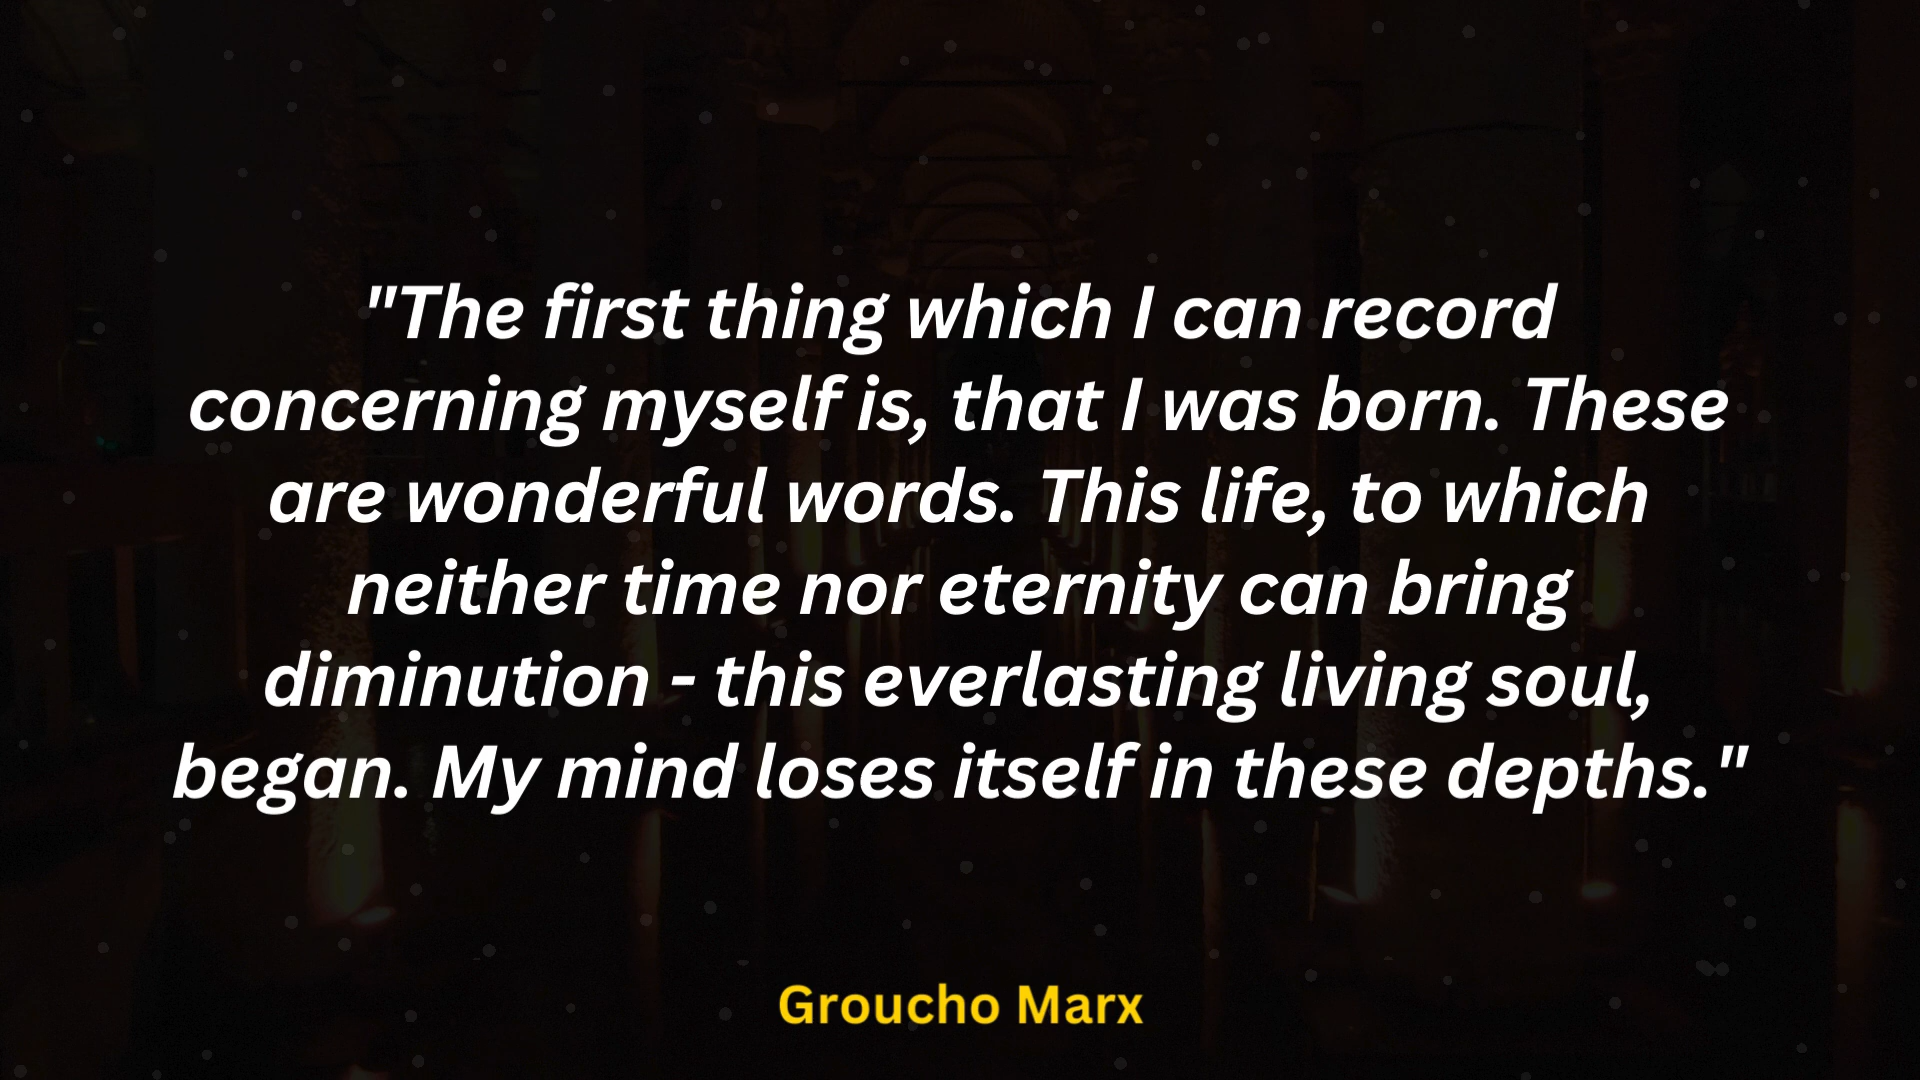 "The first thing which I can record
concerning myself is, that I was born. These
are wonderful words. This life, to which
neither time nor eternity can bring
diminution - this everlasting living soul,
began. My mind loses itself in these depths."
Groucho Marx